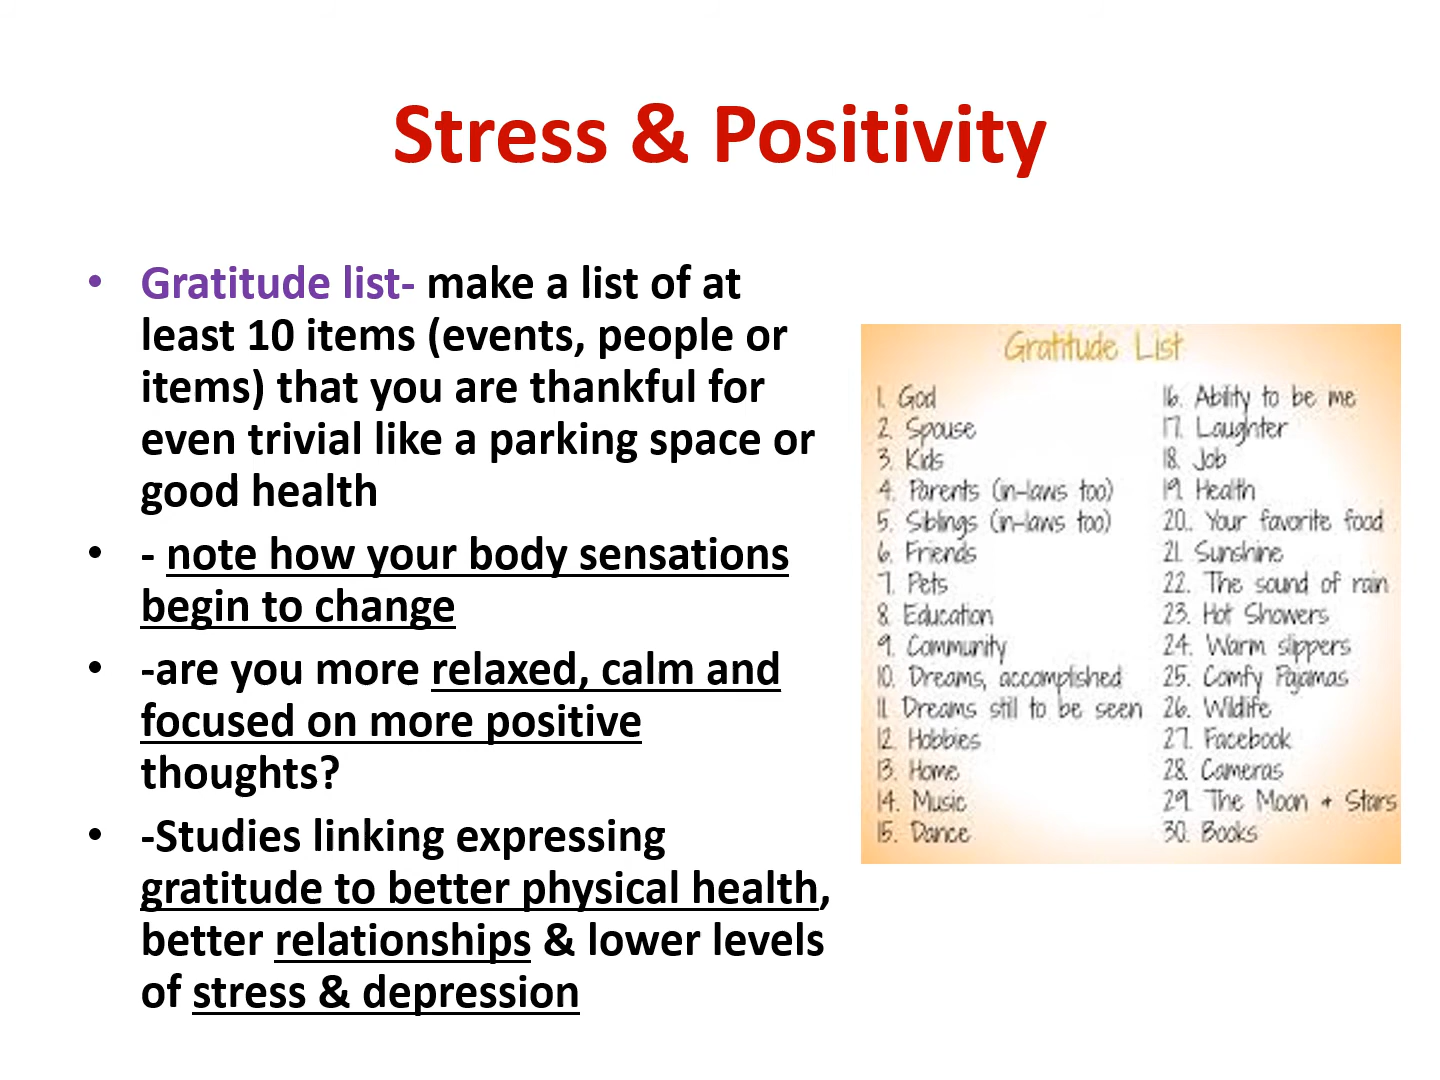 Stress & Positivity
• Gratitude list- make a list of at
least 10 items (events, people or
items) that you are thankful for
even trivial like a parking space or
good health
• - note how your body sensations
begin to change
• -are you more relaxed, calm and
focused on more positive
thoughts?
• -Studies linking expressing
gratitude to better physical health,
better relationships & lower levels
of stress & depression
Gratitude List
1. God
2. Spouse
3. Kids
4. Parents (in-laws too)
5. Siblings (in-laws too)
6. Friends
7. Pets
8. Education
9. Community
10. Dreams, accomplished
11. Dreams still to be seen
12. Hobbies
13. Home
14. Music
15. Dance
16. Ability to be me
17. Laughter
18. Job
19. Health
20. Your favorite food
21. Sunshine
22. The sound of rain
23. Hot Showers
24. Warm slippers
25. Comfy Pajamas
26. Wildlife
27. Facebook
28. Cameras
29. The Moon + Stars
30. Books